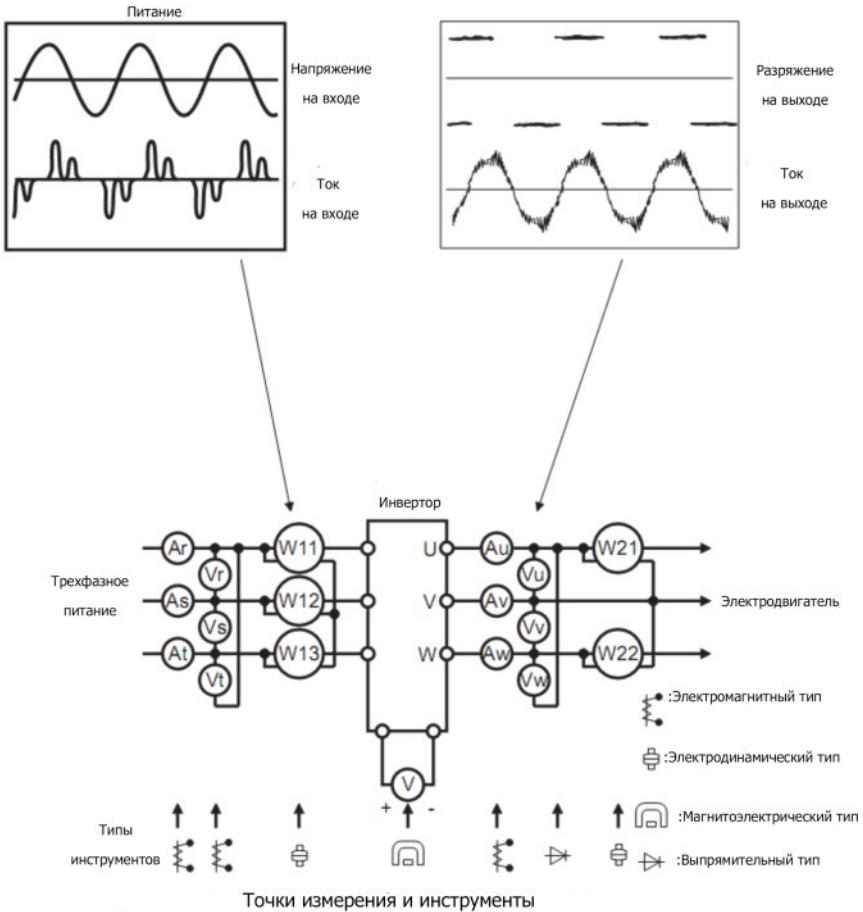 Питание
Напряжение
на входе
Ток
на входе
Разряжение
на выходе
Ток
на выходе
Инвертор
Трехфазное
питание
Ar
As
At
Vr
Vs
Vt
W11
W12
W13
U
V
W
Au
Av
Aw
Vu
Vv
Vw
W21
W22
Электродвигатель
V
+ -
:Электромагнитный тип
:Электродинамический тип
:Магнитоэлектрический тип
:Выпрямительный тип
Типы
инструментов
Точки измерения и инструменты